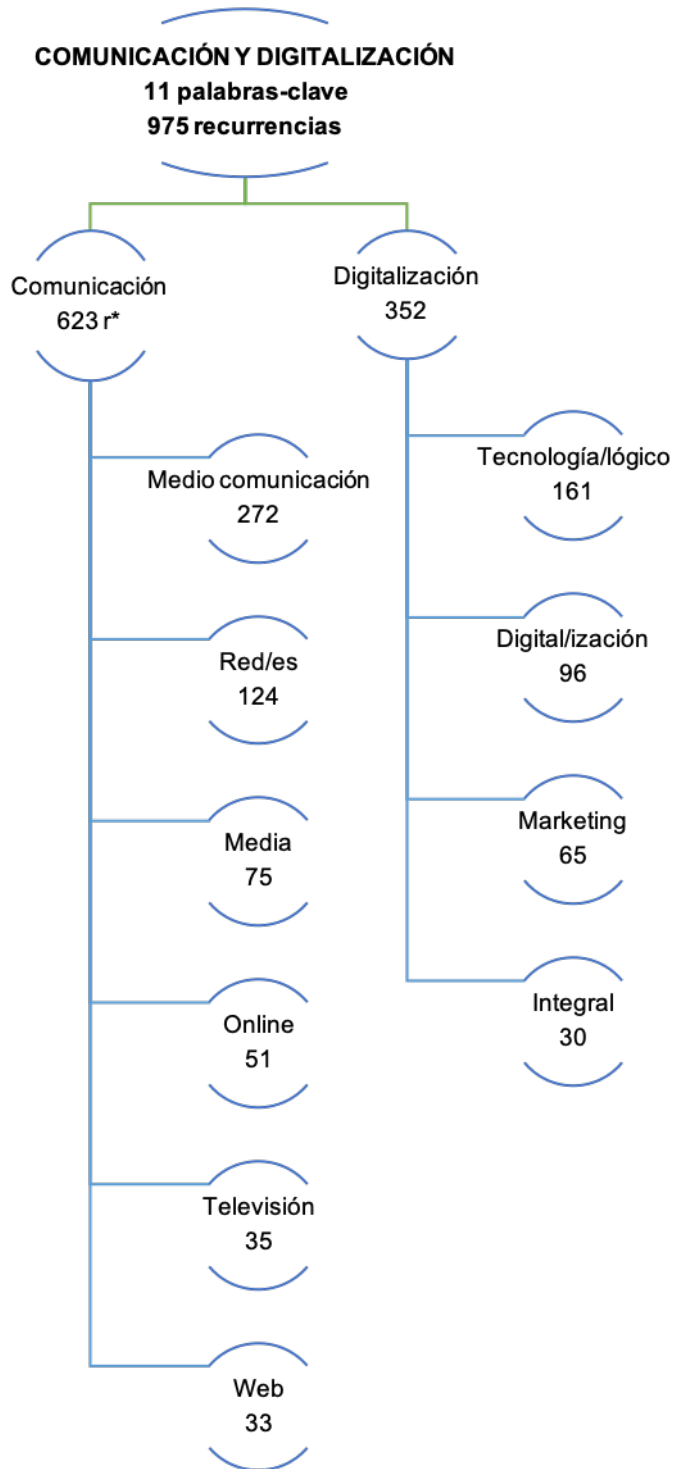 COMUNICACIÓN Y DIGITALIZACIÓN
11 palabras-clave
975 recurrencias
Comunicación
623 r*
Medio comunicación
272
Red/es
124
Media
75
Online
51
Televisión
35
Web
33
Digitalización
352
Tecnología/lógico
161
Digital/ización
96
Marketing
65
Integral
30